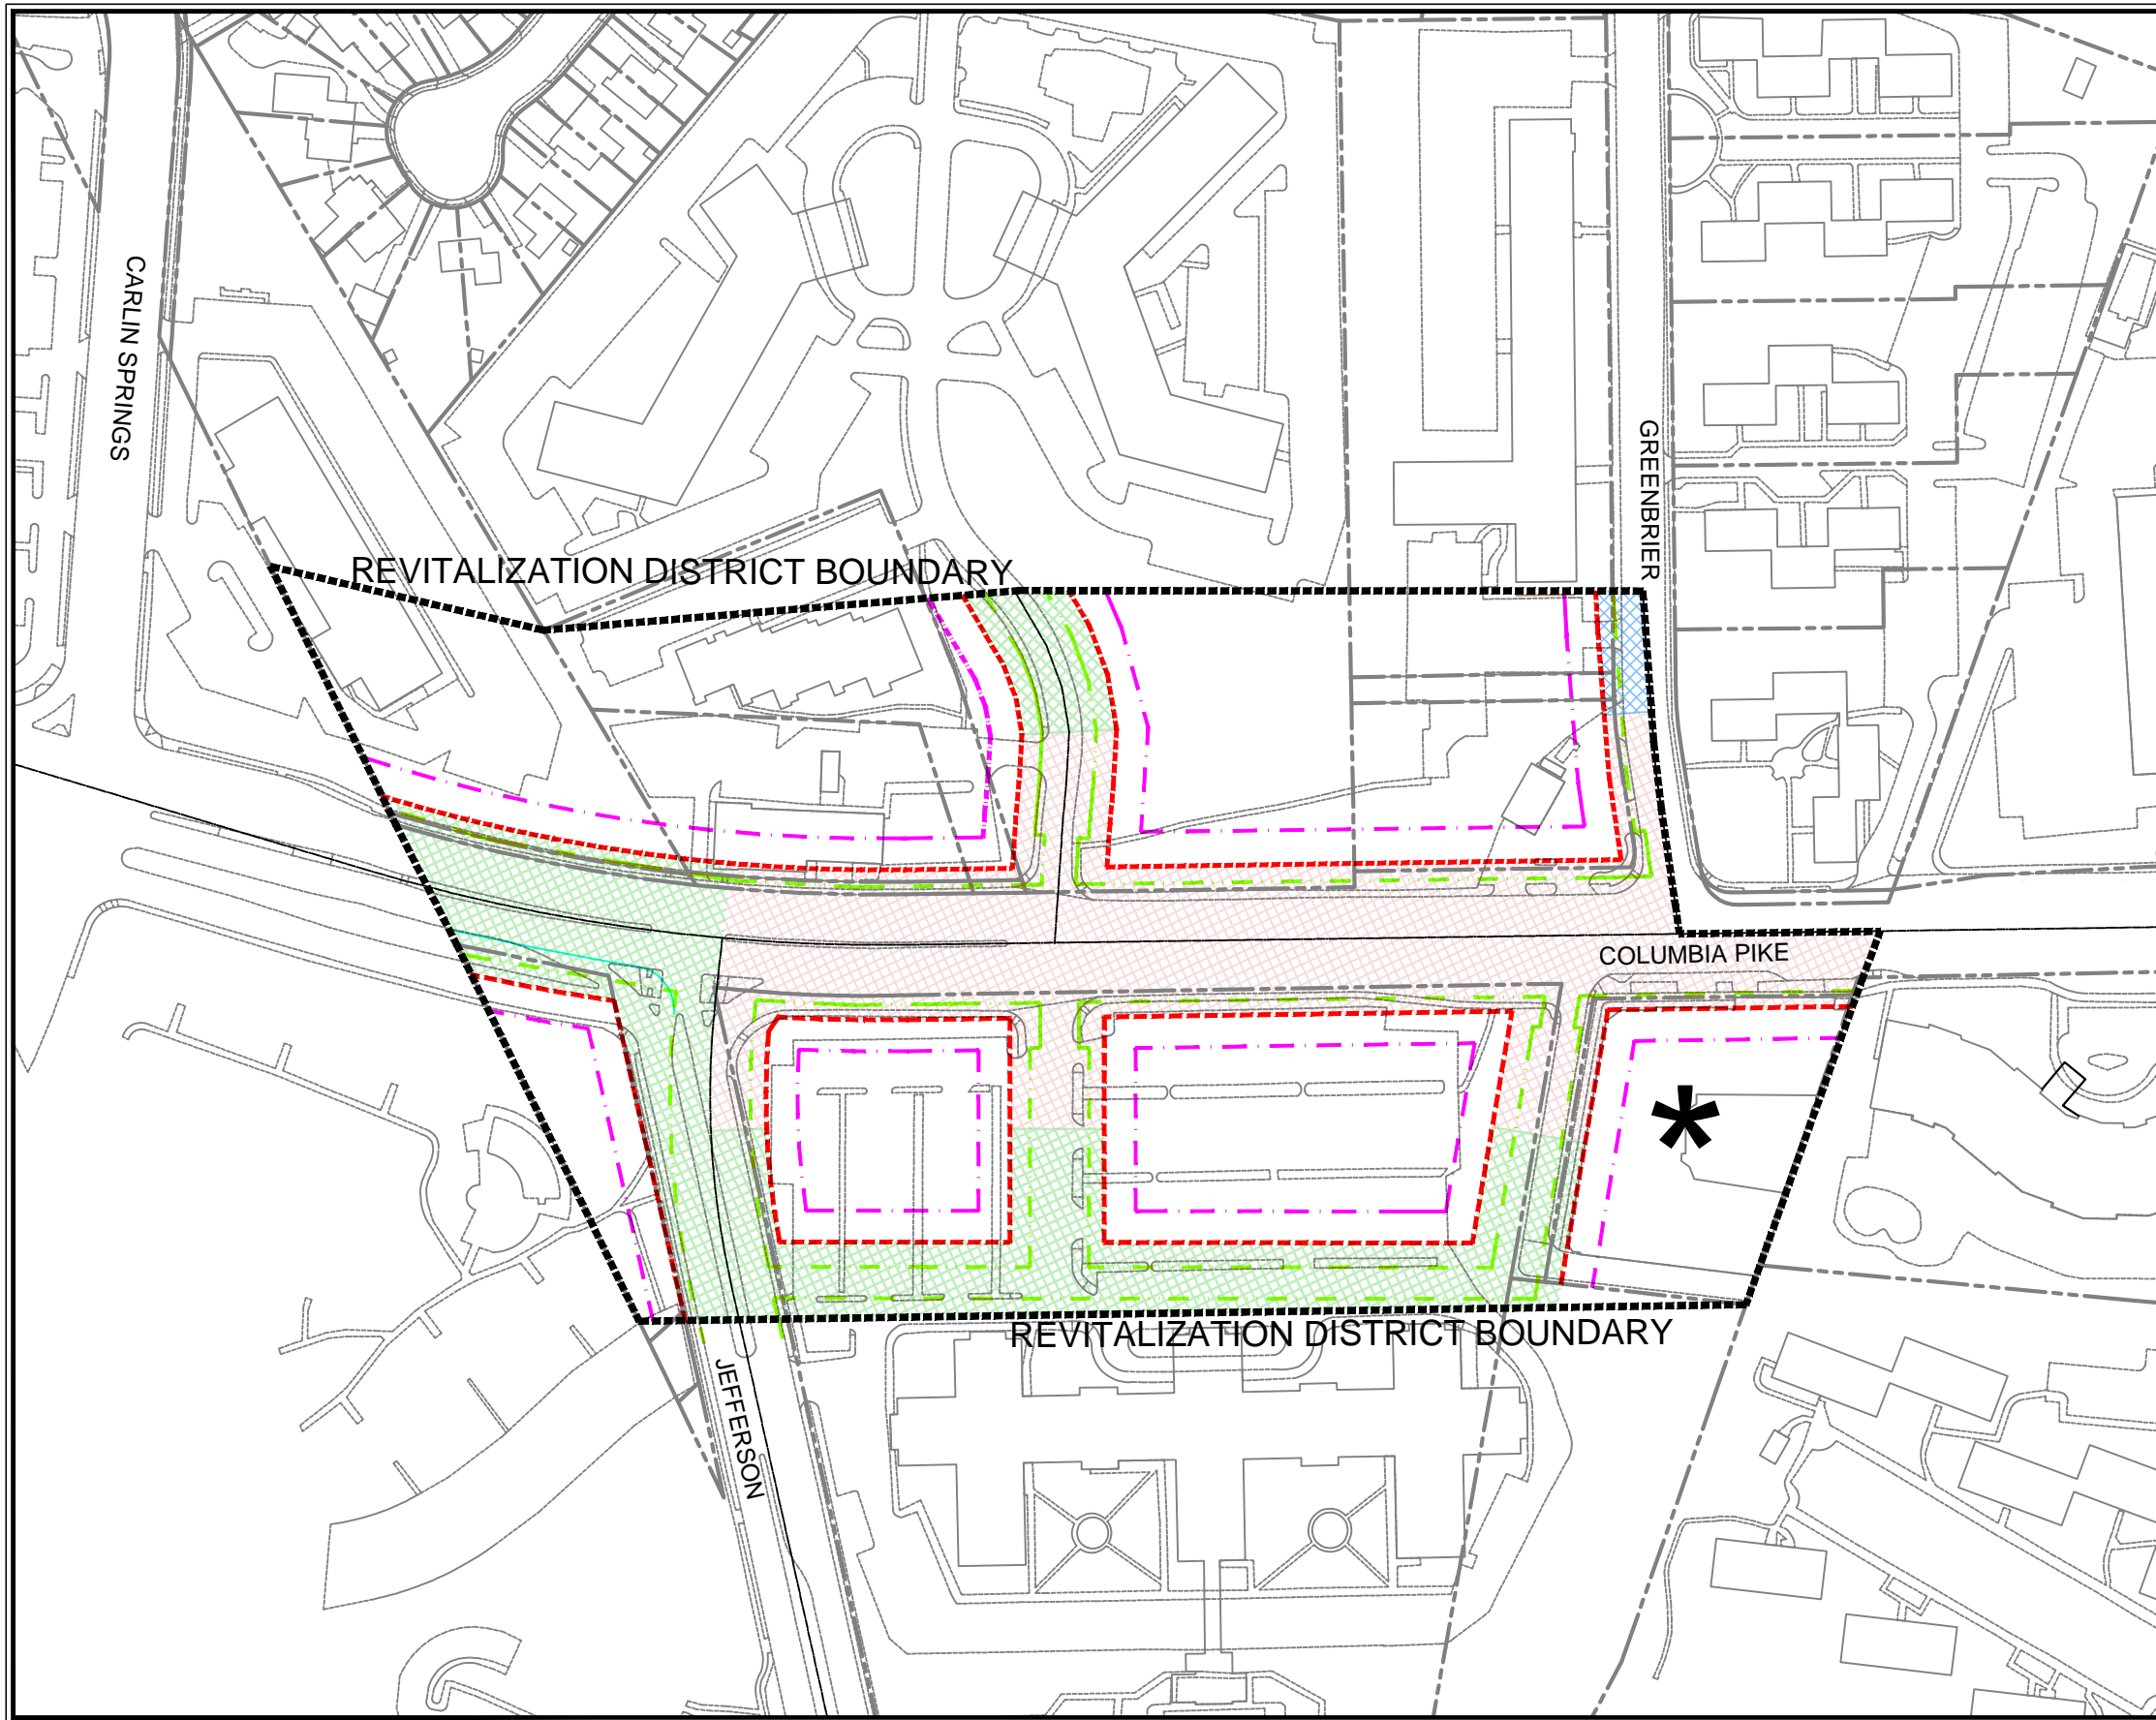 CARLIN SPRINGS
GREENBRIER
REVITALIZATION DISTRICT BOUNDARY
COLUMBIA PIKE
*
REVITALIZATION DISTRICT BOUNDARY
JEFFERSON